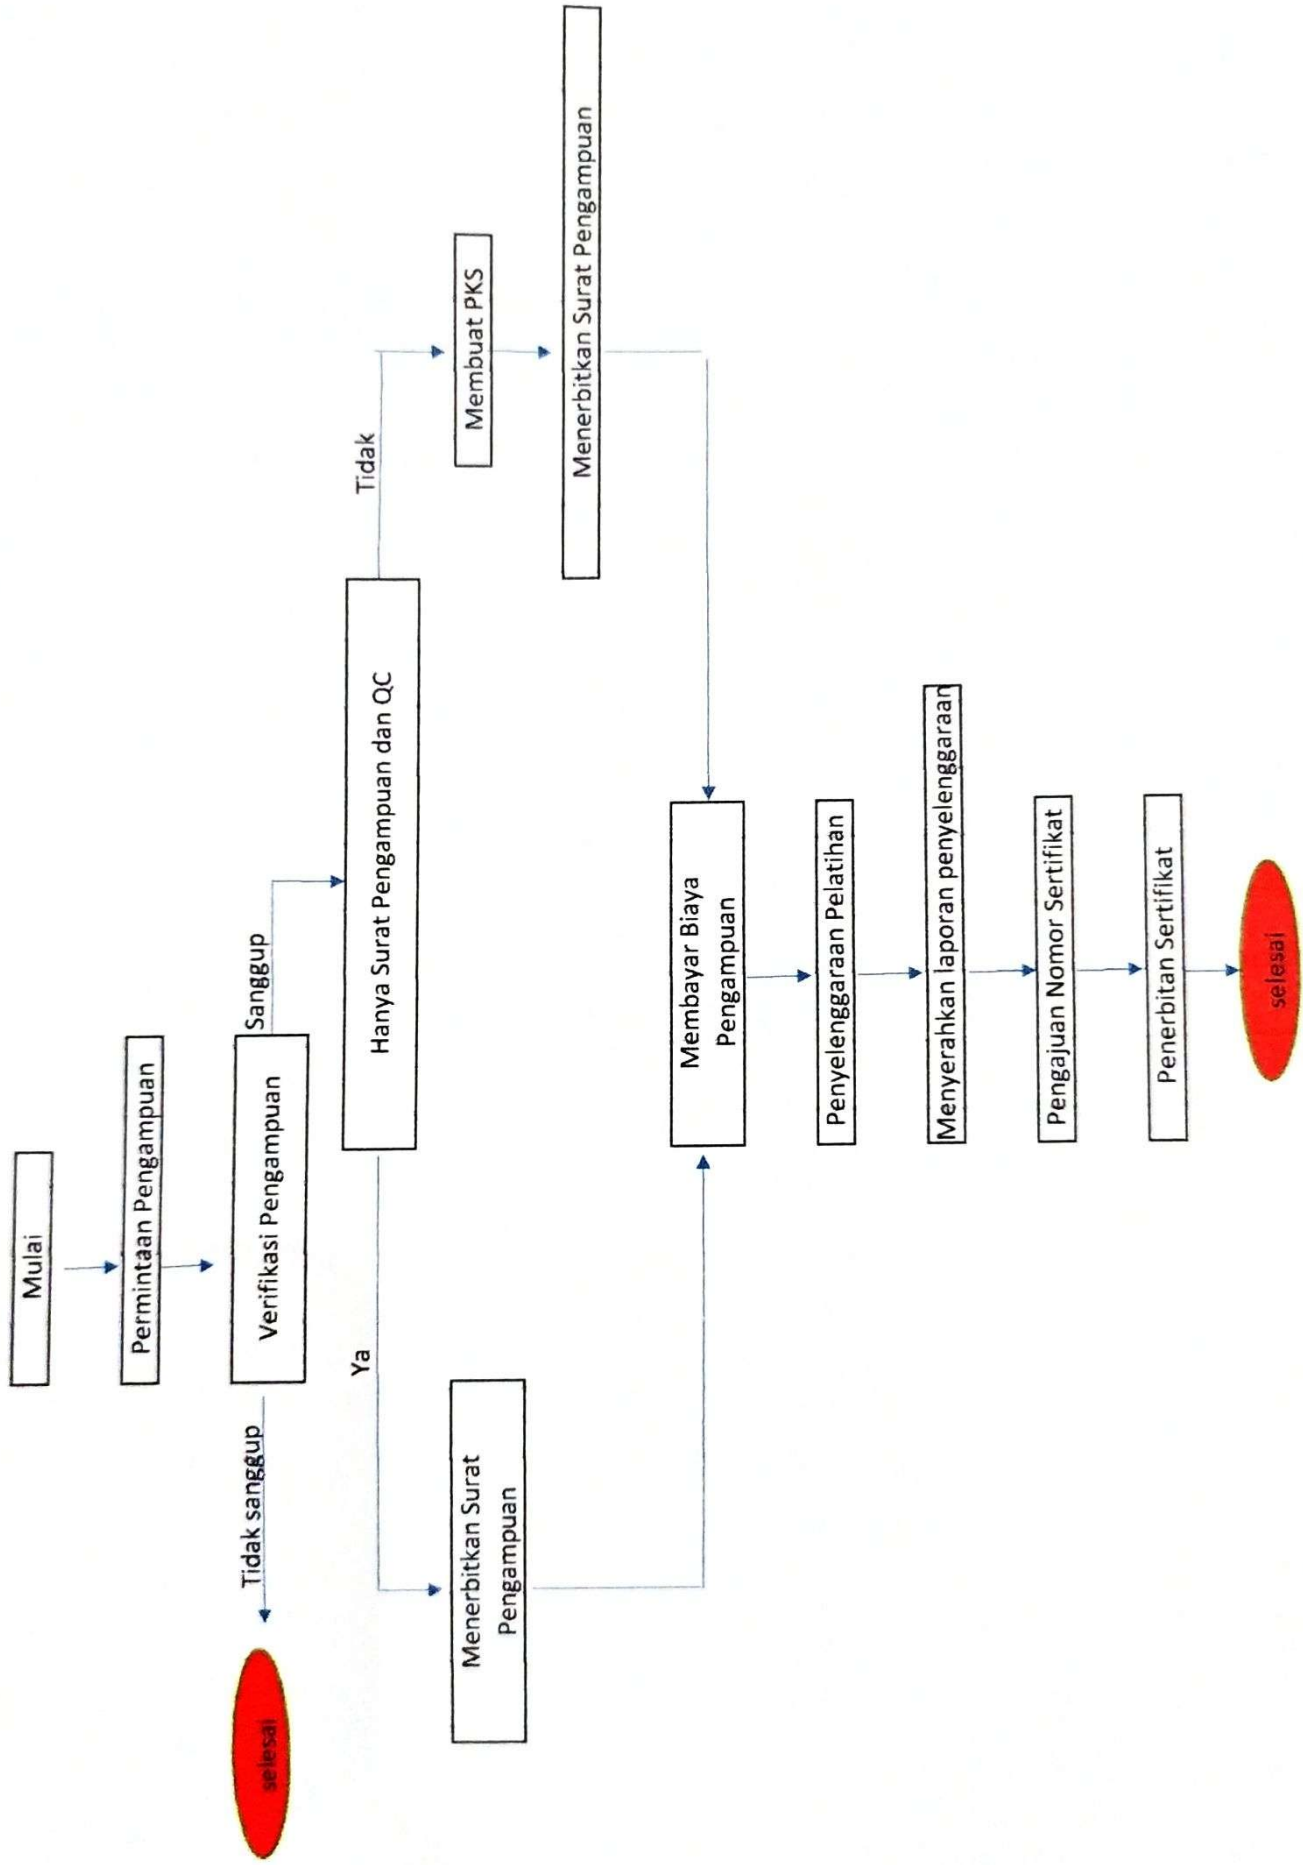 Mulai
Permintaan Pengampuan
Verifikasi Pengampuan
Tidak sanggup
selesai
Sanggup
Hanya Surat Pengampuan dan QC
Ya
Tidak
Menerbitkan Surat
Pengampuan
Membuat PKS
Menerbitkan Surat Pengampuan
Membayar Biaya
Pengampuan
Penyelenggaraan Pelatihan
Menyerahkan laporan penyelenggaraan
Pengajuan Nomor Sertifikat
Penerbitan Sertifikat
selesai